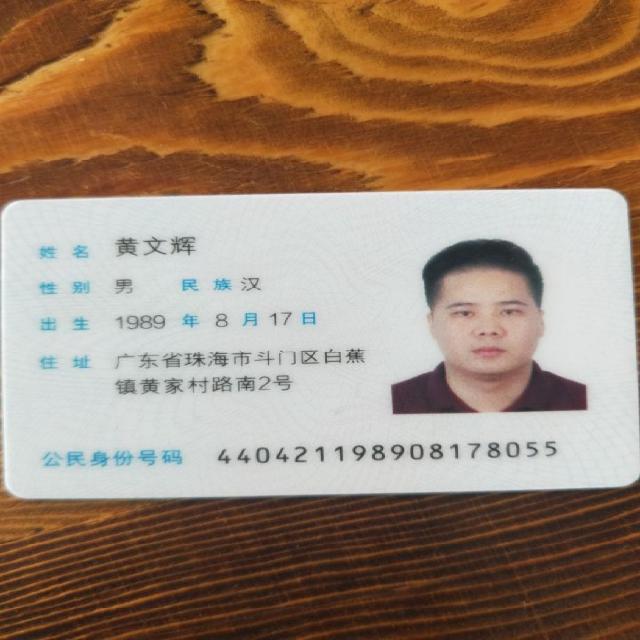 姓名 黄文辉
性别 男 民族 汉
出生 1989 年 8 月 17 日
住址 广东省珠海市斗门区白蕉
镇黄家村路南2号
公民身份号码 440421198908178055